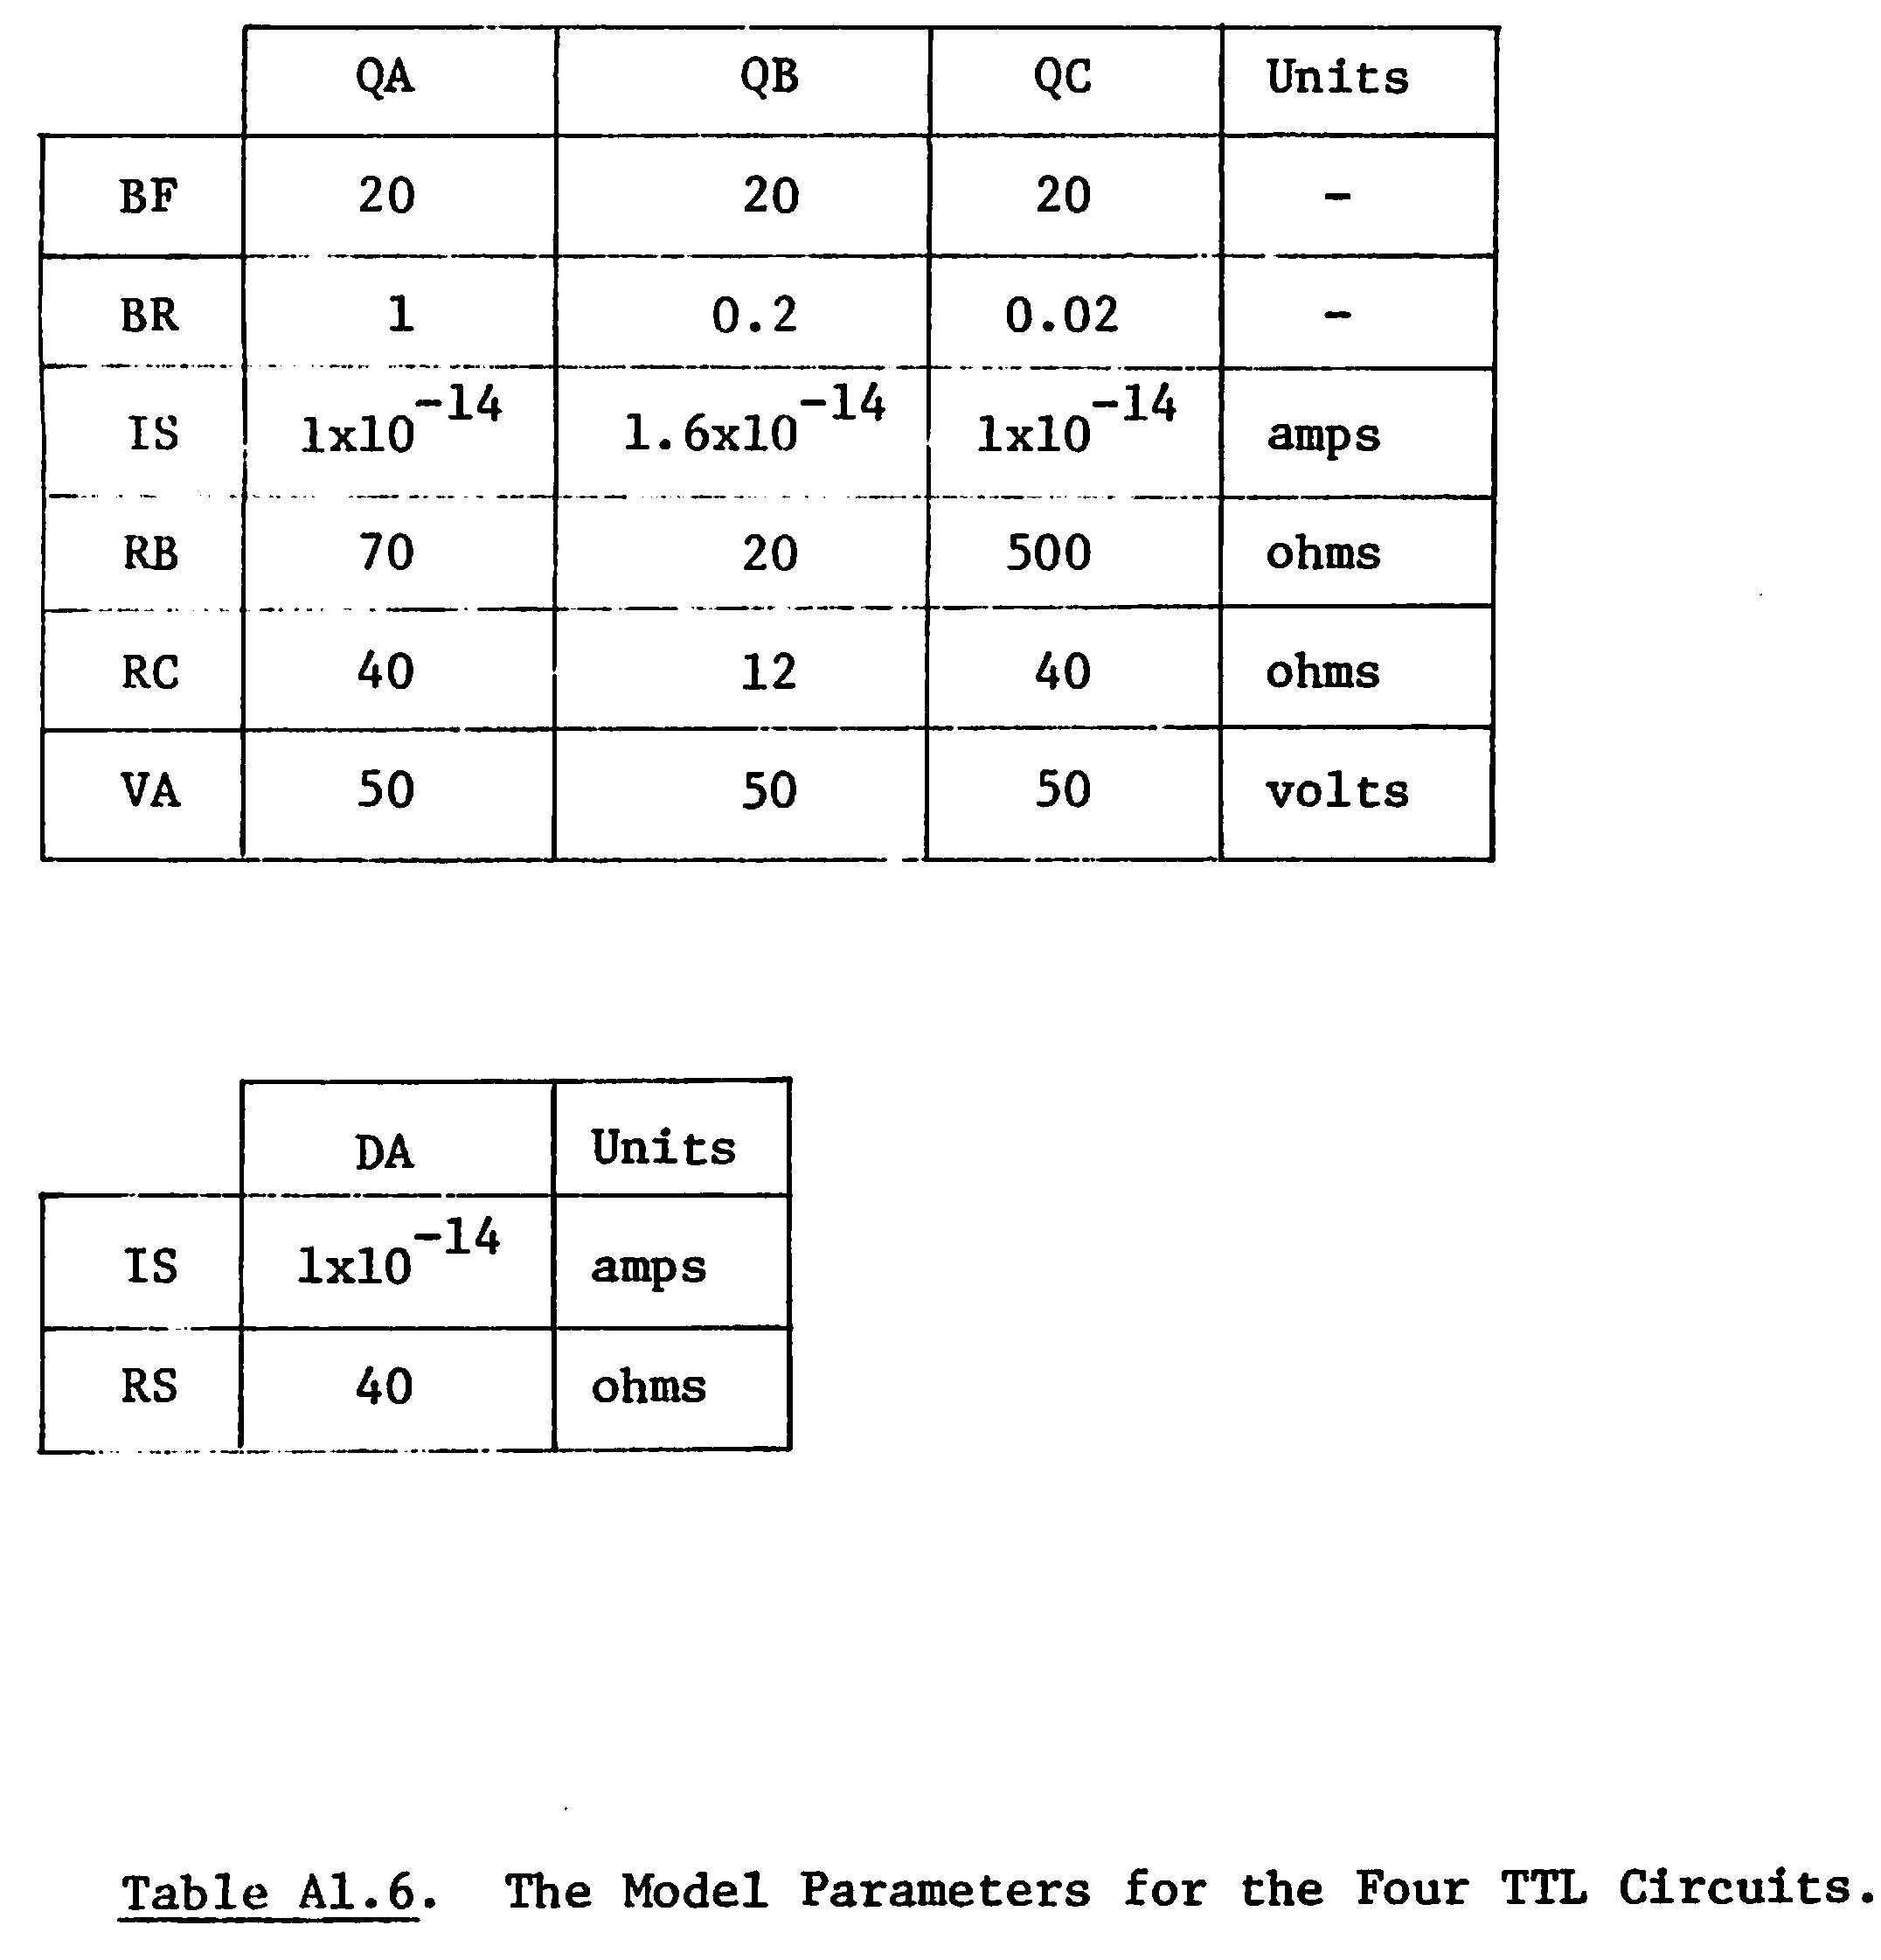 QA QB QC Units
BF 20 20 20 -
BR 1 0.2 0.02 -
IS 1x10^-14 1.6x10^-14 1x10^-14 amps
RB 70 20 500 ohms
RC 40 12 40 ohms
VA 50 50 50 volts
DA Units
IS 1x10^-14 amps
RS 40 ohms
Table A1.6. The Model Parameters for the Four TTL Circuits.